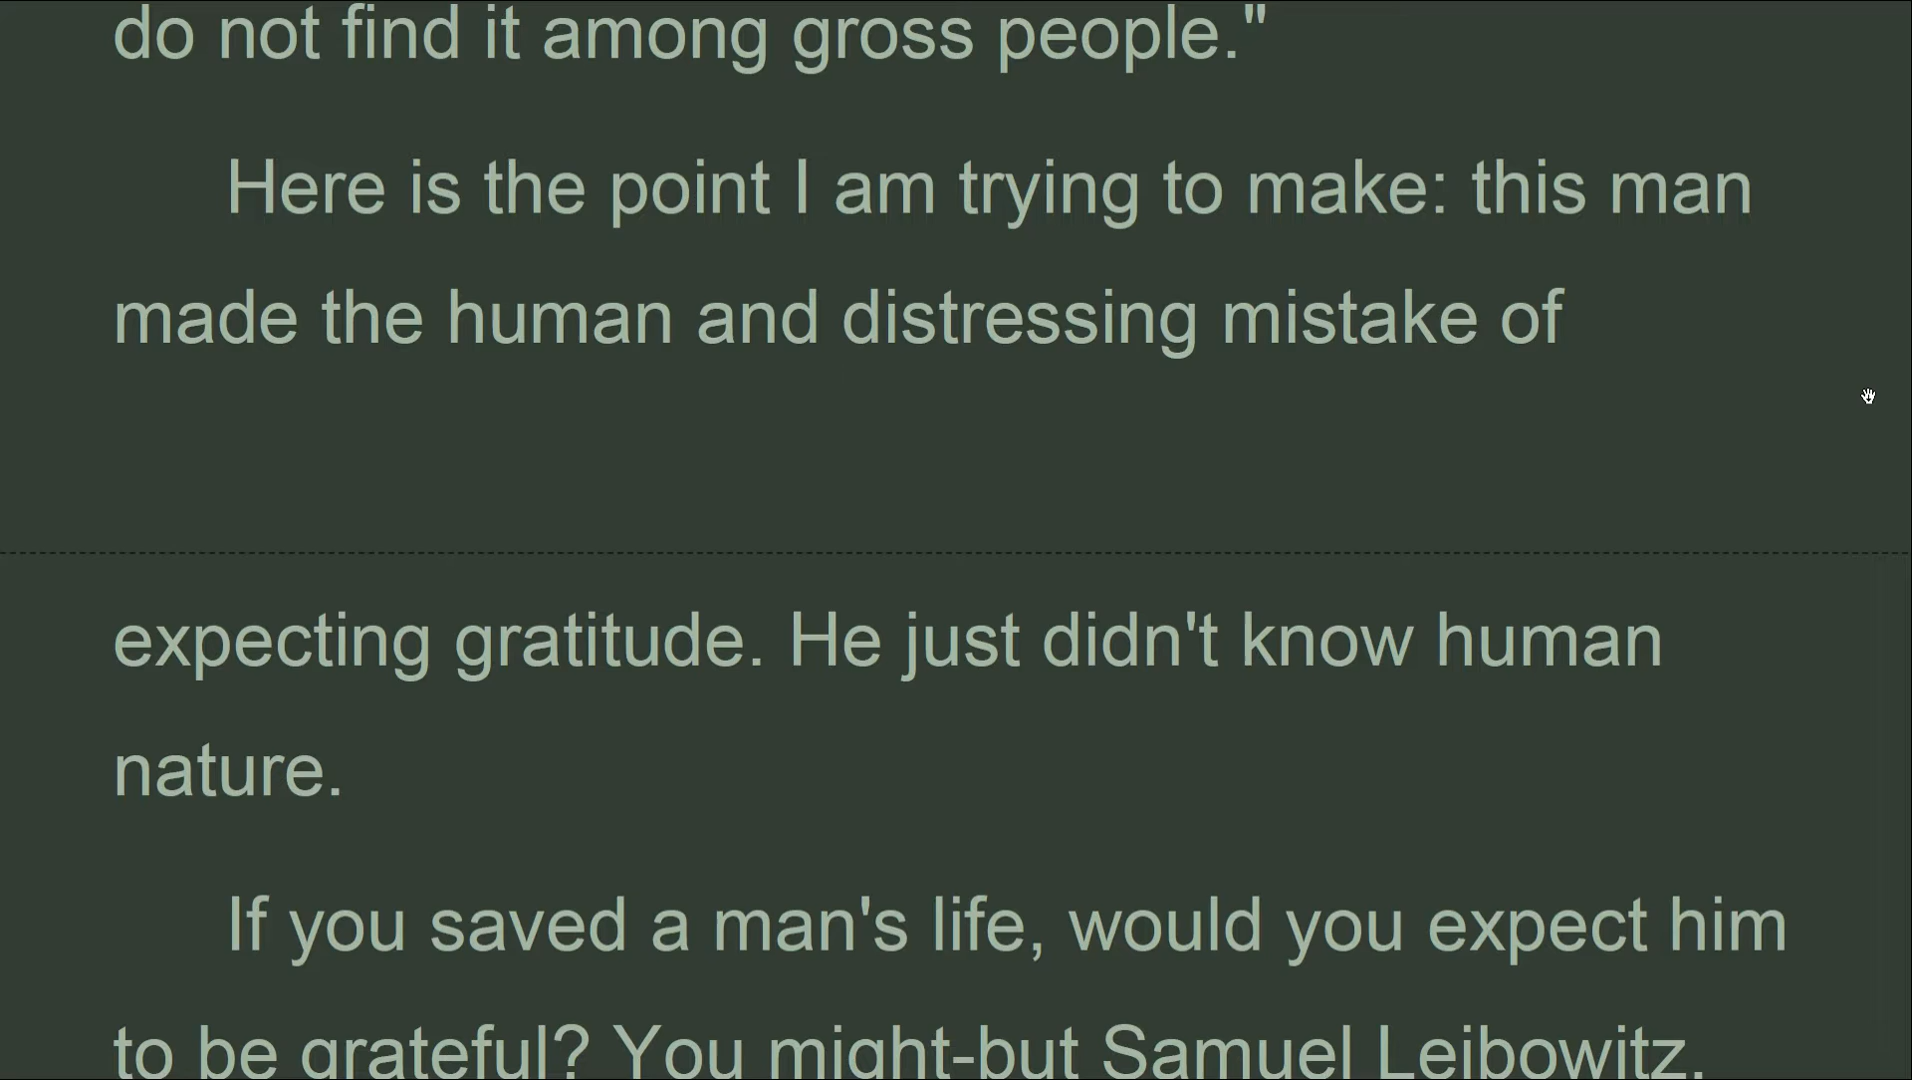 do not find it among gross people."
Here is the point I am trying to make: this man
made the human and distressing mistake of
expecting gratitude. He just didn't know human
nature.
If you saved a man's life, would you expect him
to be grateful? You might-but Samuel Leibowitz,